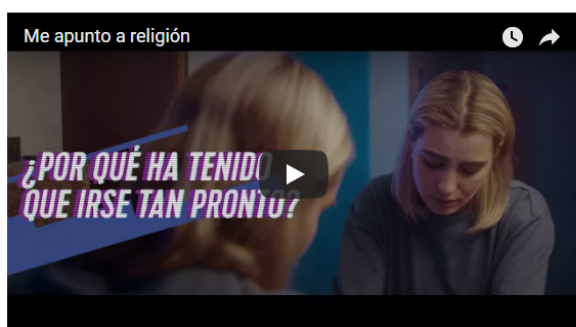 Me apunto a religión
¿POR QUÉ HA TENIDO
QUE IRSE TAN PRONTO?